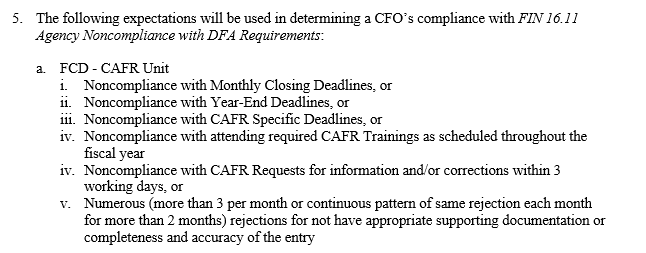 5. The following expectations will be used in determining a CFO's compliance with FIN 16.11
Agency Noncompliance with DFA Requirements:
a. FCD - CAFR Unit
i. Noncompliance with Monthly Closing Deadlines, or
ii. Noncompliance with Year-End Deadlines, or
iii. Noncompliance with CAFR Specific Deadlines, or
iv. Noncompliance with attending required CAFR Trainings as scheduled throughout the
fiscal year
iv. Noncompliance with CAFR Requests for information and/or corrections within 3
working days, or
v. Numerous (more than 3 per month or continuous pattern of same rejection each month
for more than 2 months) rejections for not have appropriate supporting documentation or
completeness and accuracy of the entry